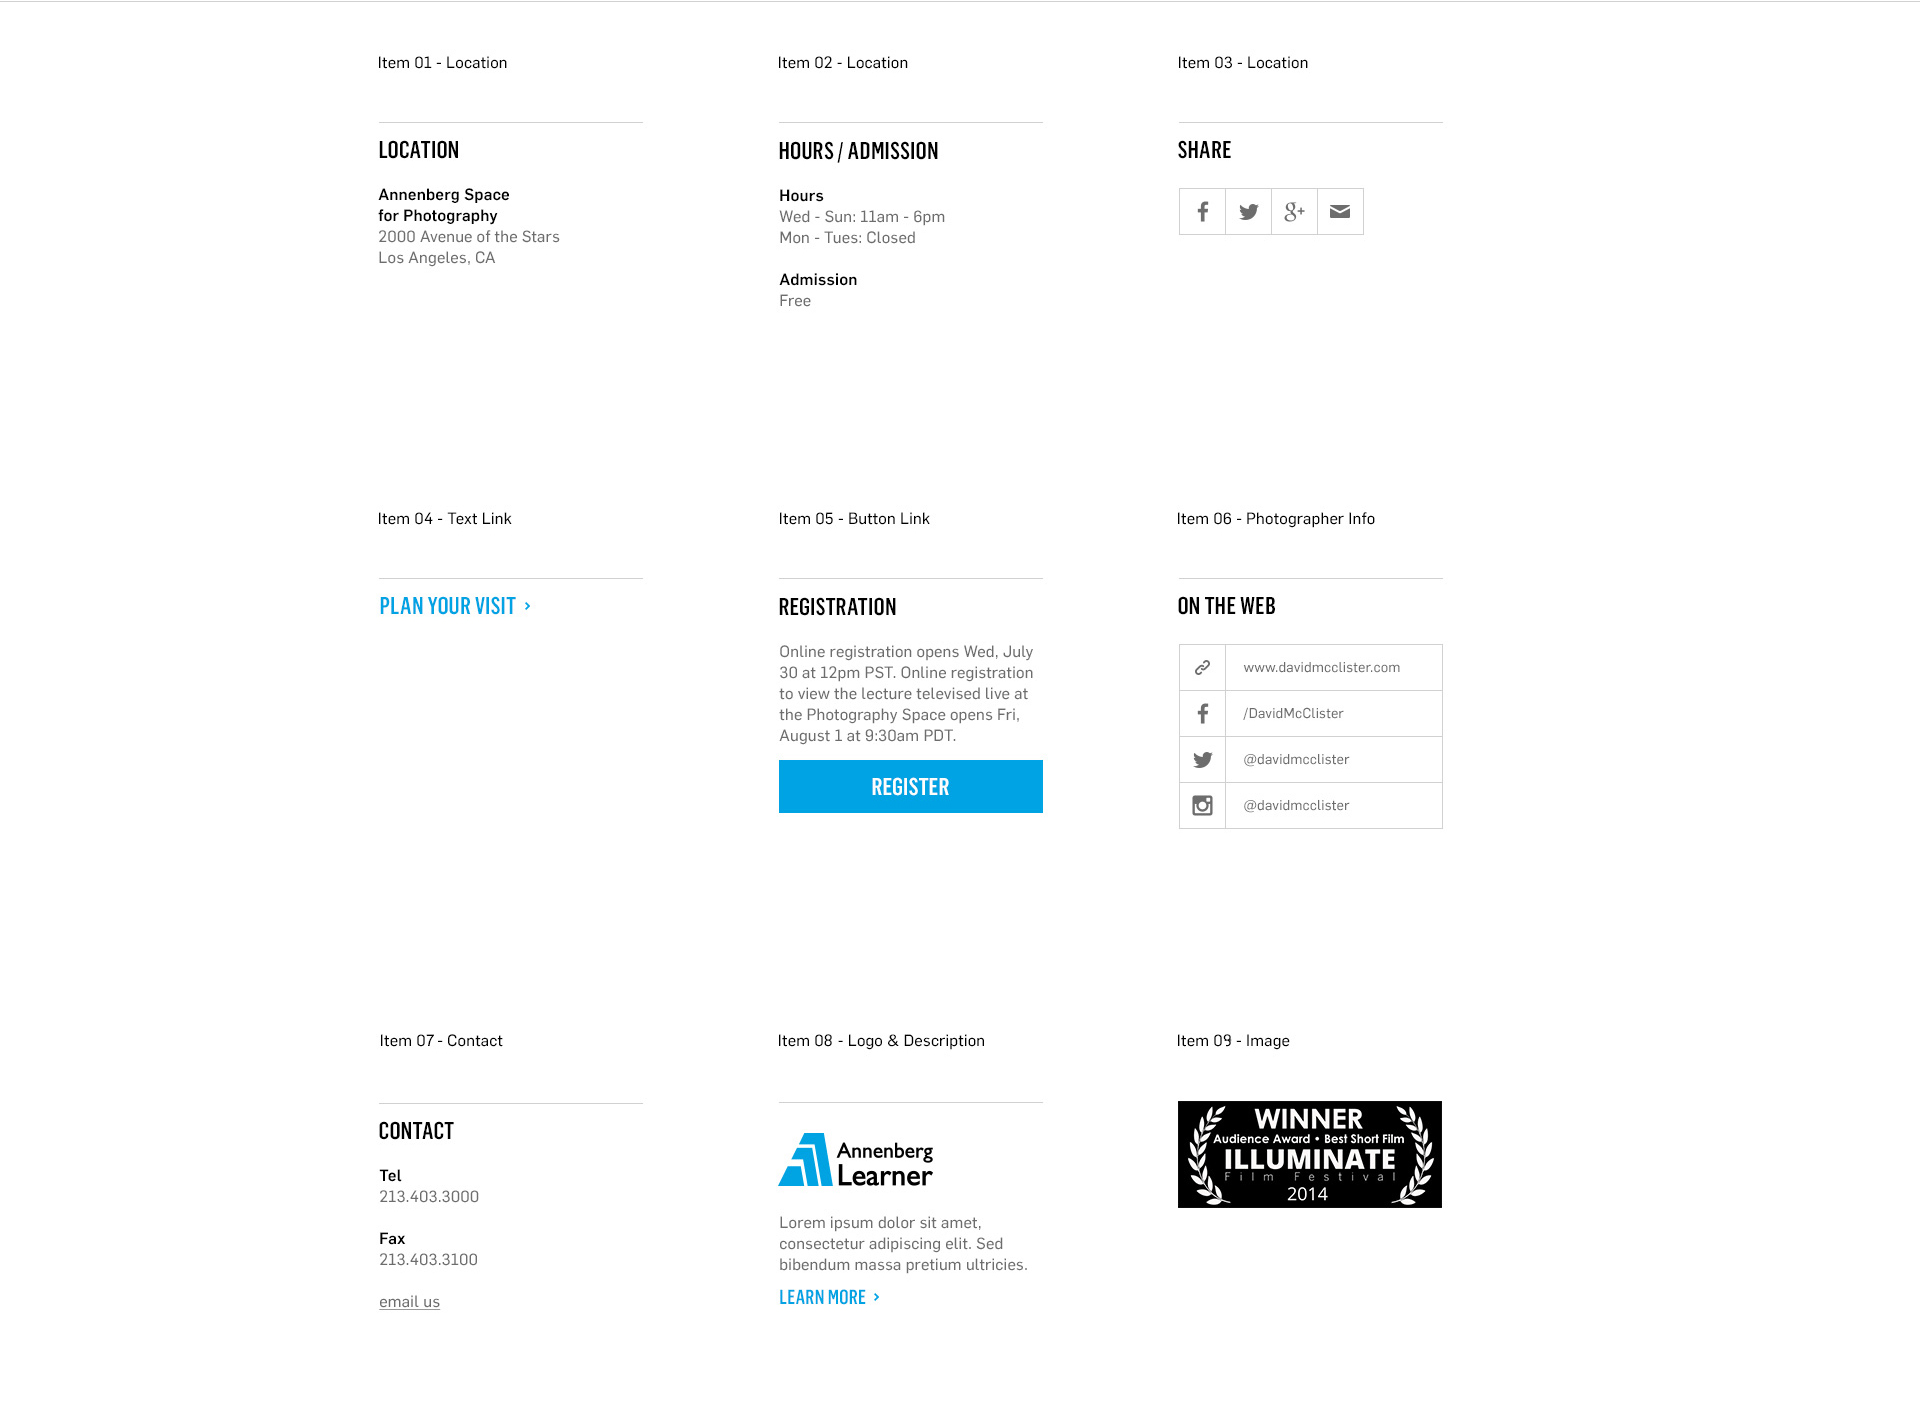 Item 01 - Location
LOCATION
Annenberg Space
for Photography
2000 Avenue of the Stars
Los Angeles, CA
Item 02 - Location
HOURS / ADMISSION
Hours
Wed - Sun: 11am - 6pm
Mon - Tues: Closed
Admission
Free
Item 03 - Location
SHARE
g+
Item 04 - Text Link
PLAN YOUR VISIT >
Item 05 - Button Link
REGISTRATION
Online registration opens Wed, July
30 at 12pm PST. Online registration
to view the lecture televised live at
the Photography Space opens Fri,
August 1 at 9:30am PDT.
REGISTER
Item 06 - Photographer Info
ON THE WEB
www.davidmcclister.com
/DavidMcClister
@davidmcclister
@davidmcclister
Item 07 - Contact
CONTACT
Tel
213.403.3000
Fax
213.403.3100
email us
Item 08 - Logo & Description
Annenberg
Learner
Lorem ipsum dolor sit amet,
consectetur adipiscing elit. Sed
bibendum massa pretium ultricies.
LEARN MORE >
Item 09 - Image
WINNER
Audience Award • Best Short Film
ILLUMINATE
Film Festival
2014